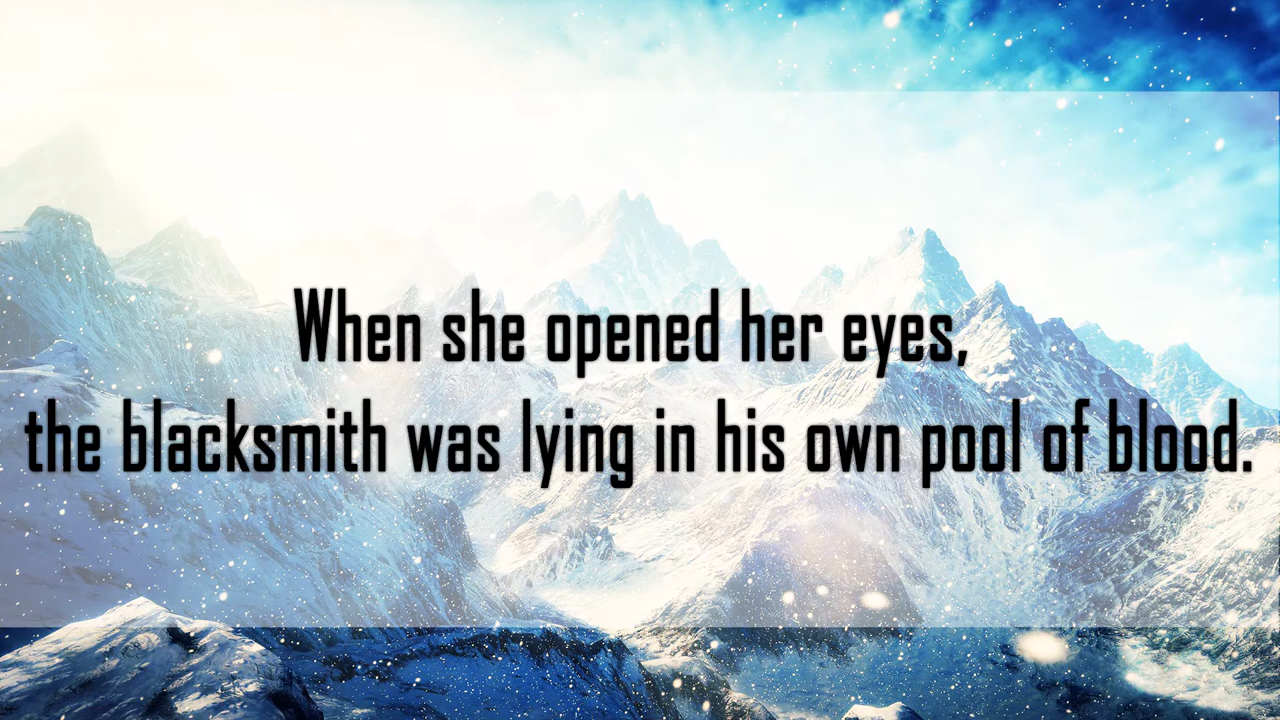 When she opened her eyes,
the blacksmith was lying in his own pool of blood.